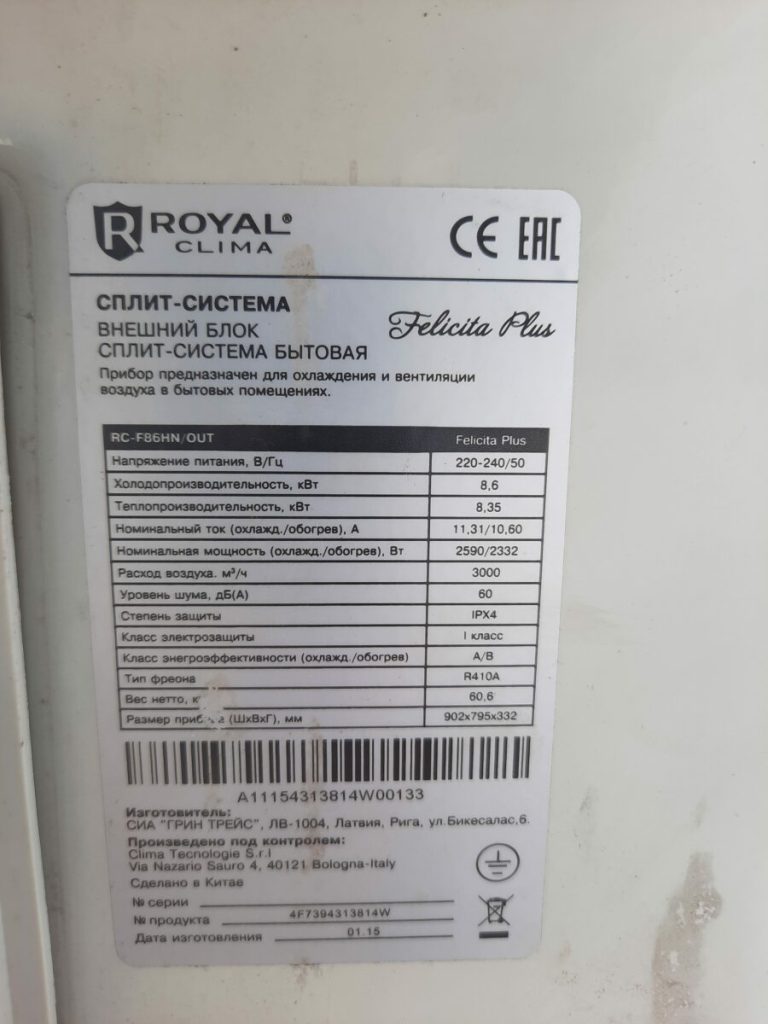 ROYAL®
CLIMA
CE EAC
СПЛИТ-СИСТЕМА
ВНЕШНИЙ БЛОК
СПЛИТ-СИСТЕМА БЫТОВАЯ
Felicita Plus
Прибор предназначен для охлаждения и вентиляции
воздуха в бытовых помещениях.
RC-F86HN/OUT Felicita Plus
Напряжение питания, В/Гц 220-240/50
Холодопроизводительность, кВт 8,6
Теплопроизводительность, кВт 8,35
Номинальный ток (охлажд./обогрев), А 11,31/10,60
Номинальная мощность (охлажд./обогрев), Вт 2590/2332
Расход воздуха. м³/ч 3000
Уровень шума, дБ(А) 60
Степень защиты IPX4
Класс электрозащиты I класс
Класс энегроэффективности (охлажд./обогрев) A/B
Тип фреона R410A
Вес нетто, 60,6
Размер (ШхВхГ), мм 902x795x332
A11154313814W00133
Изготовитель:
СИА "ГРИН ТРЕЙС", ЛВ-1004, Латвия, Рига, ул.Бикесалас,6.
Произведено под контролем:
Clima Tecnologie S.r.l
Via Nazario Sauro 4, 40121 Bologna-Italy
Сделано в Китае
№ серии
№ продукта 4F7394313814W
Дата изготовления 01.15